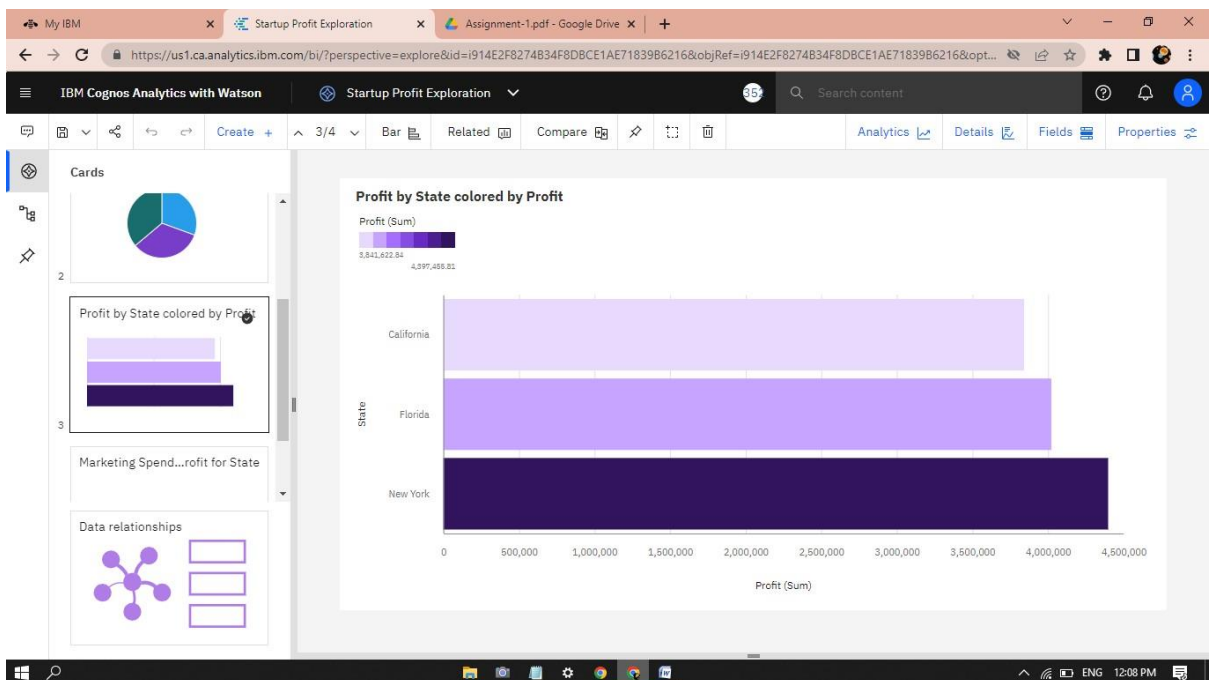 My IBM
Startup Profit Exploration
Assignment-1.pdf - Google Drive
https://us1.ca.analytics.ibm.com/bi/?perspective=explore&id=i914E2F8274B34F8DBCE1AE71839B6216&objRef=i914E2F8274B34F8DBCE1AE71839B6216&opt...
IBM Cognos Analytics with Watson
Startup Profit Exploration
Search content
Create +
3/4
Bar
Related
Compare
Analytics
Details
Fields
Properties
Cards
2
Profit by State colored by Profit
3
Marketing Spend...rofit for State
Data relationships
Profit by State colored by Profit
Profit (Sum)
3,841,622.84
State
California
Florida
New York
0 500,000 1,000,000 1,500,000 2,000,000 2,500,000 3,000,000 3,500,000 4,000,000 4,500,000
Profit (Sum)
ENG 12:08 PM